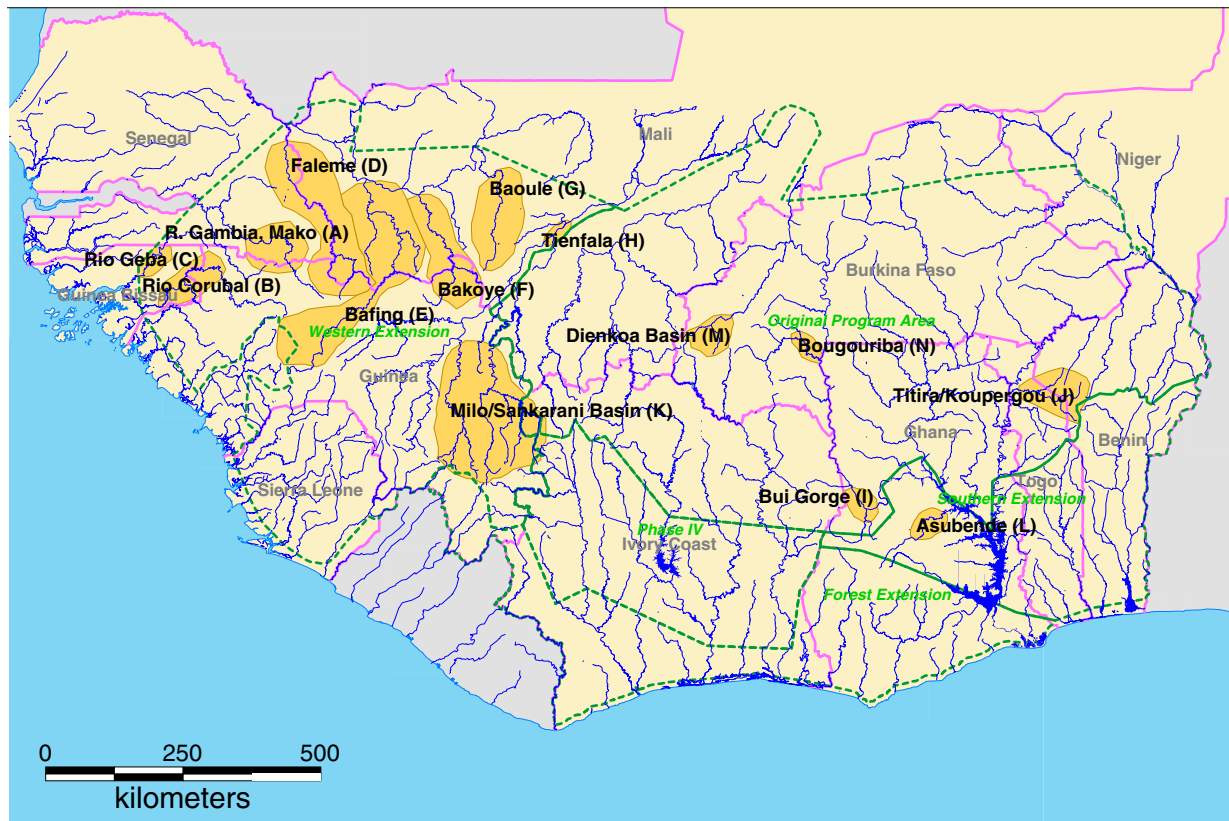 Senegal
Mali
Niger
Faleme (D)
Baoule (G)
R. Gambia, Mako (A)
Tienfala (H)
Rio Geba (C)
Burkina Faso
Rio Corubal (B)
Guinea Bissau
Bakoye (F)
Bafing (E)
Western Extension
Original Program Area
Dienkoa Basin (M)
Bougouriba (N)
Guinea
Titira/Koupergou (J)
Milo/Sankarani Basin (K)
Ghana
Benin
Togo
Sierra Leone
Bui Gorge (I)
Southern Extension
Asubende (L)
Phase IV
Ivory Coast
Forest Extension
0 250 500
kilometers